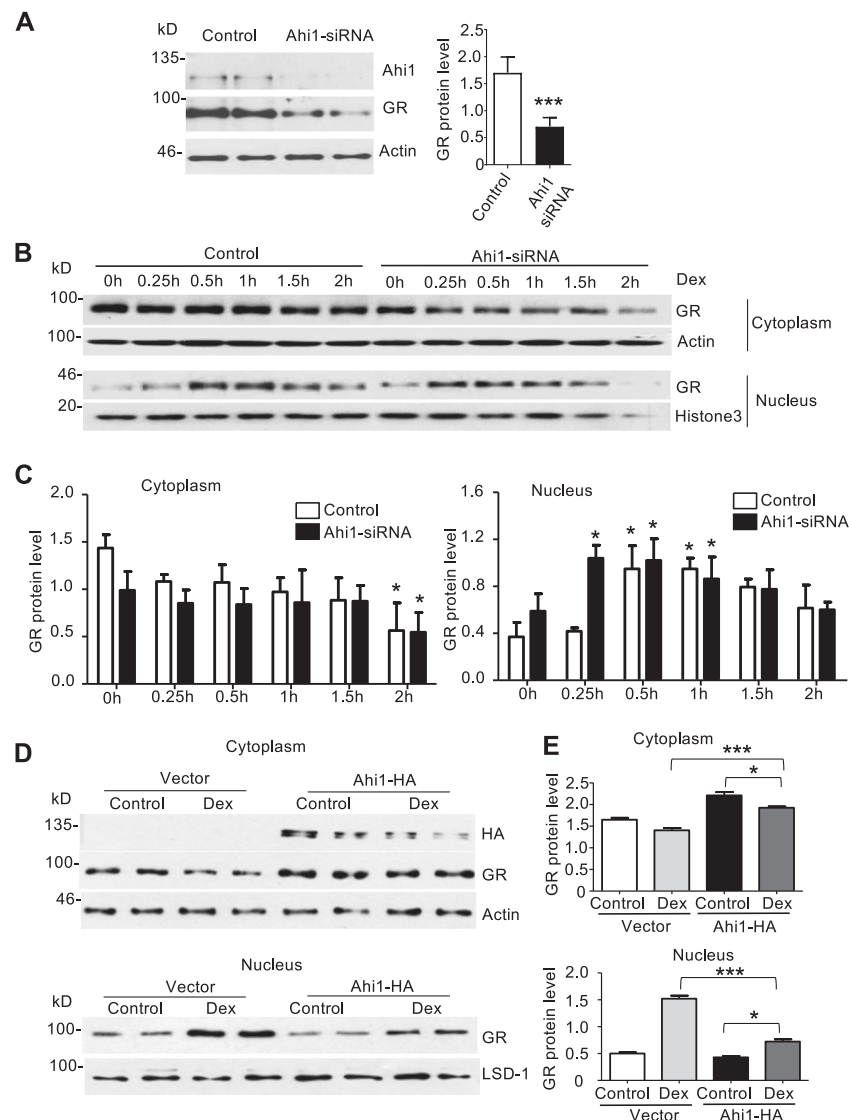 A
kD
Control Ahi1-siRNA
135-
Ahi1
100-
GR
46-
Actin
GR protein level
2.5
2.0
1.5
1.0
0.5
0
***
Control
Ahi1
siRNA
B
Control Ahi1-siRNA
kD
0h 0.25h 0.5h 1h 1.5h 2h 0h 0.25h 0.5h 1h 1.5h 2h Dex
100-
GR
Cytoplasm
100-
Actin
46-
GR
Nucleus
20-
Histone3
C
Cytoplasm
GR protein level
2.0
1.5
1.0
0.5
0.0
Control
Ahi1-siRNA
* *
0h 0.25h 0.5h 1h 1.5h 2h
Nucleus
GR protein level
1.6
1.2
0.8
0.4
0
Control
Ahi1-siRNA
* * * * *
0h 0.25h 0.5h 1h 1.5h 2h
D
Cytoplasm
Vector Ahi1-HA
kD
Control Dex Control Dex
135-
HA
100-
GR
46-
Actin
Nucleus
Vector Ahi1-HA
kD
Control Dex Control Dex
100-
GR
100-
LSD-1
E
Cytoplasm
***
*
GR protein level
2.5
2.0
1.5
1.0
0.5
0
Control Dex Control Dex
Vector Ahi1-HA
Nucleus
***
*
GR protein level
2.0
1.5
1.0
0.5
0
Control Dex Control Dex
Vector Ahi1-HA